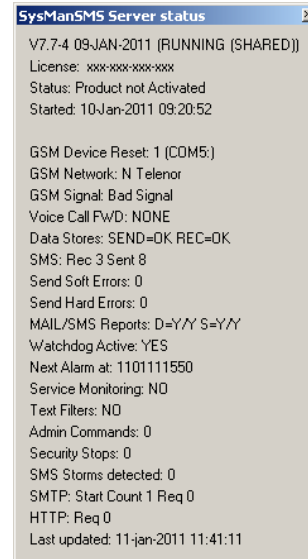 SysManSMS Server status
V7.7-4 09-JAN-2011 (RUNNING (SHARED))
License: xxx-xxx-xxx-xxx
Status: Product not Activated
Started: 10-Jan-2011 09:20:52
GSM Device Reset: 1 (COM5:)
GSM Network: N Telenor
GSM Signal: Bad Signal
Voice Call FWD: NONE
Data Stores: SEND=OK REC=OK
SMS: Rec 3 Sent 8
Send Soft Errors: 0
Send Hard Errors: 0
MAIL/SMS Reports: D=Y/Y S=Y/Y
Watchdog Active: YES
Next Alarm at: 1101111550
Service Monitoring: NO
Text Filters: NO
Admin Commands: 0
Security Stops: 0
SMS Storms detected: 0
SMTP: Start Count 1 Req 0
HTTP: Req 0
Last updated: 11-jan-2011 11:41:11